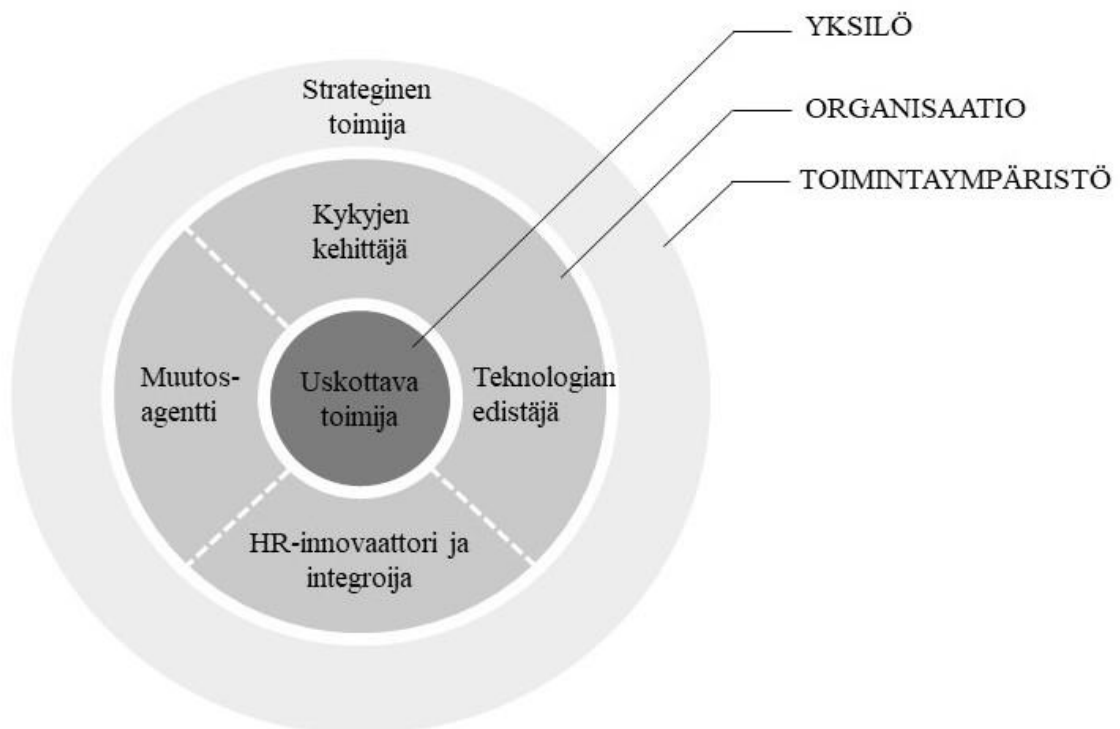 YKSILÖ
ORGANISAATIO
TOIMINTAYMPÄRISTÖ
Strateginen
toimija
Kykyjen
kehittäjä
Muutos-
agentti
Uskottava
toimija
Teknologian
edistäjä
HR-innovaattori ja
integroija